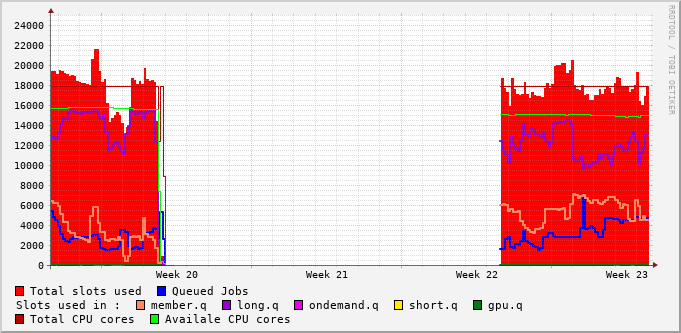 RRDTOOL / TOBI OETIKER
24000
22000
20000
18000
16000
14000
12000
10000
8000
6000
4000
2000
0
Week 20 Week 21 Week 22 Week 23
Total slots used Queued Jobs
Slots used in : member.q long.q ondemand.q short.q gpu.q
Total CPU cores Availale CPU cores